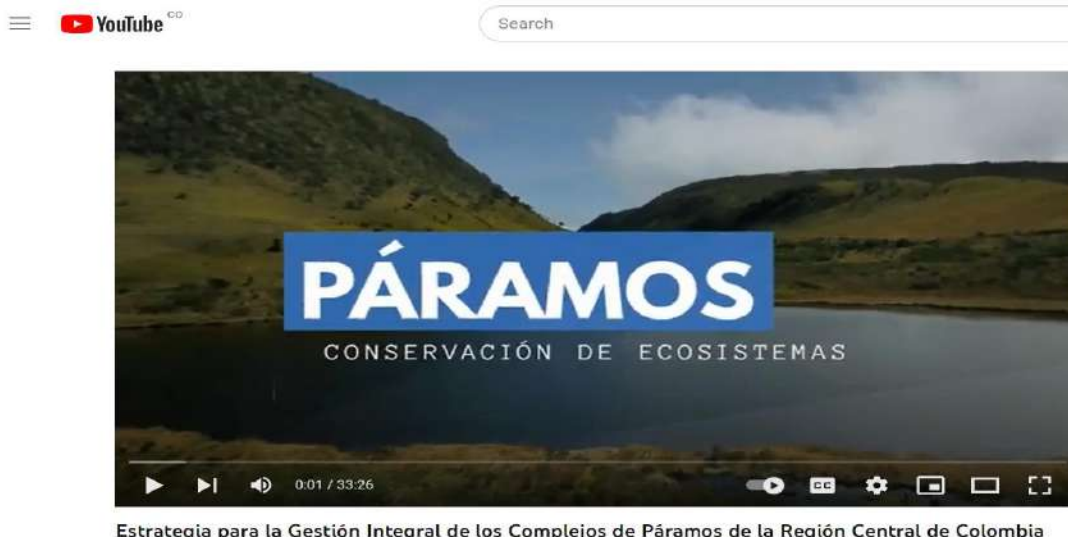 YouTube CO
Search
PÁRAMOS
CONSERVACIÓN DE ECOSISTEMAS
0:01 / 33:26
CC
Estrategia para la Gestión Integral de los Complejos de Páramos de la Región Central de Colombia